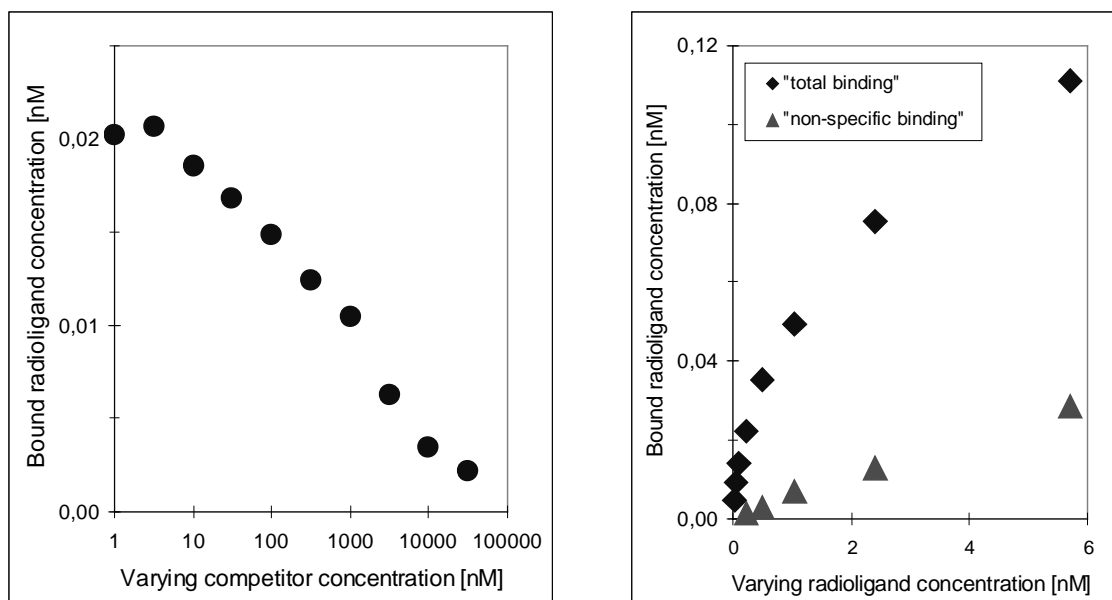 Bound radioligand concentration [nM
0,02
0,01
0,00
1
10
100
1000
10000
100000
Varying competitor concentration [nM]
Bound radioligand concentration [nM]
0,12
0,08
0,04
0,00
"total binding"
"non-specific binding"
0
2
4
6
Varying radioligand concentration [nM]